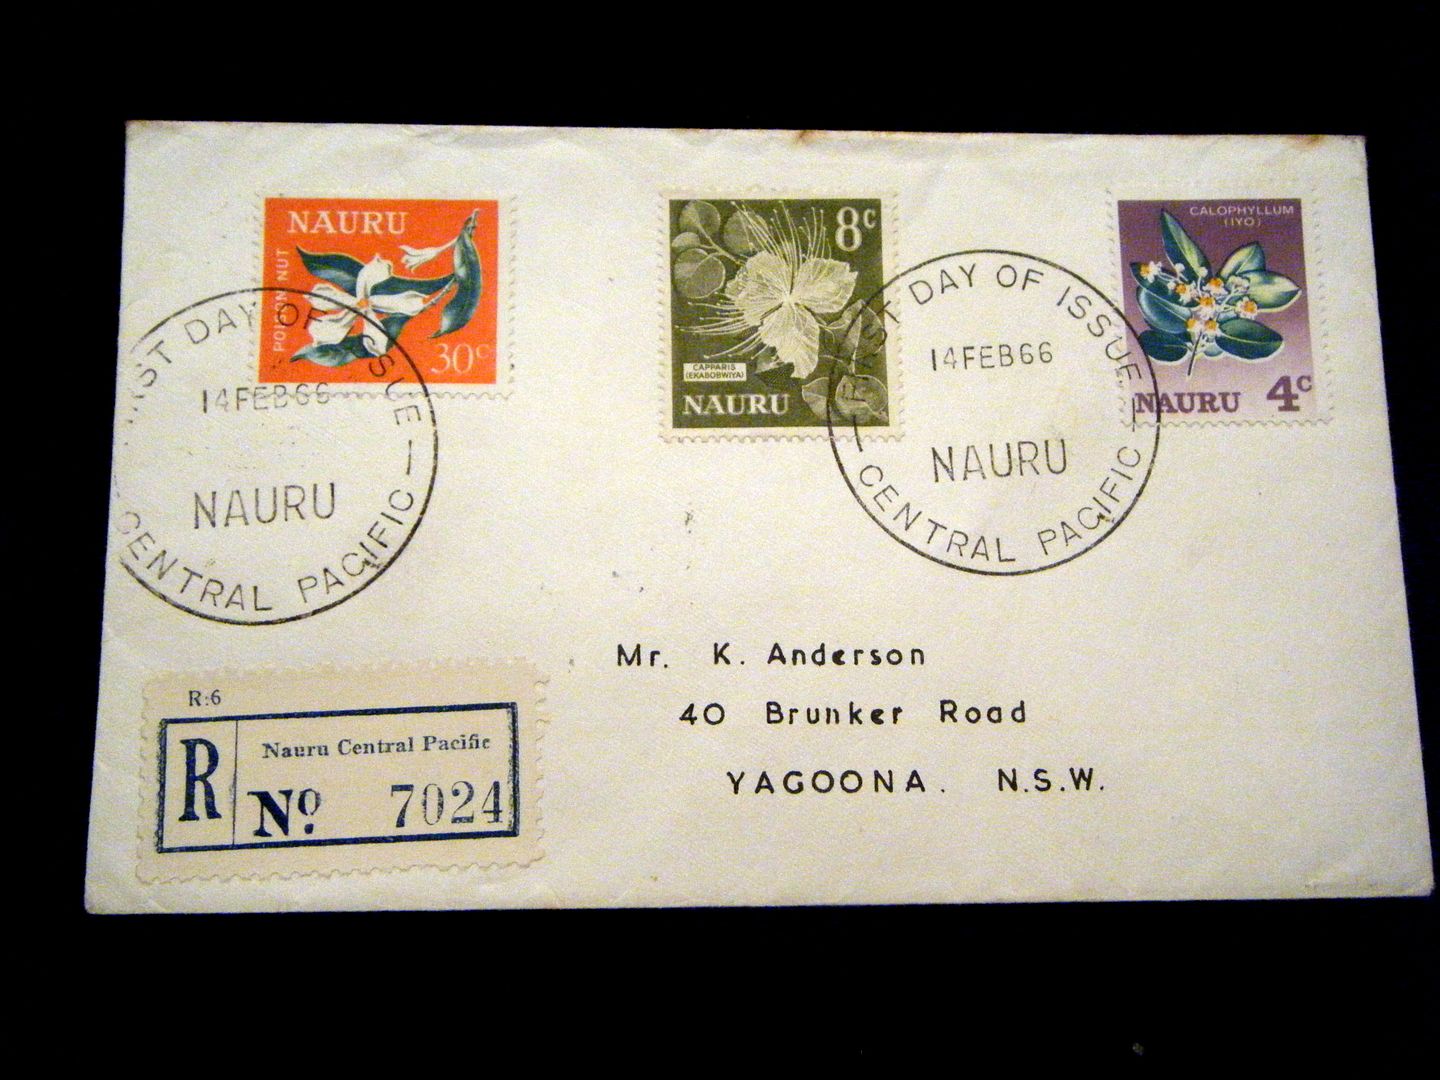 NAURU
POISON NUT
30c
8c
CAPPARIS
(EKABOBWIYA)
NAURU
CALOPHYLLUM
(IYO)
NAURU 4c
FIRST DAY OF ISSUE
14FEB66
NAURU
CENTRAL PACIFIC
FIRST DAY OF ISSUE
14FEB66
NAURU
CENTRAL PACIFIC
Mr. K. Anderson
40 Brunker Road
YAGOONA. N.S.W.
R:6
R
Nauru Central Pacific
No. 7024